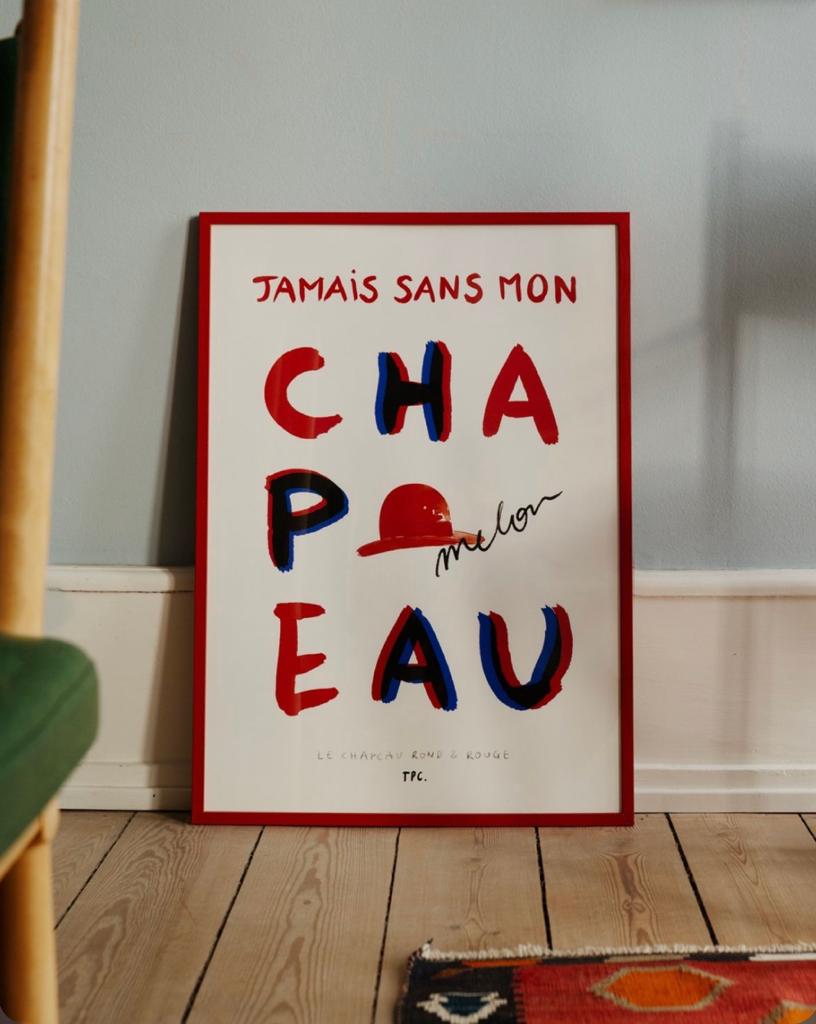 JAMAiS SANS MON
CHA
P melon
EAU
LE CHAPEAU ROND & ROUGE
TPC.